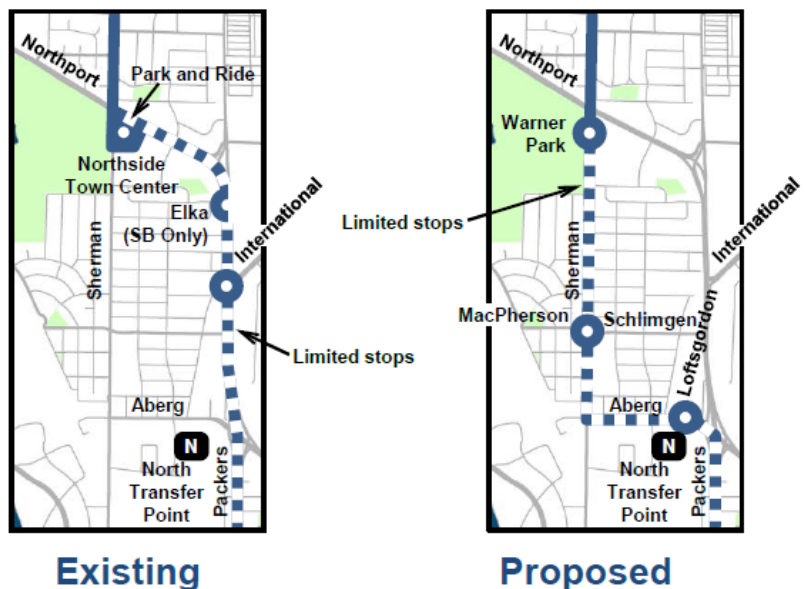 Northport
Park and Ride
Northside
Town Center
Elka
(SB Only)
International
Sherman
Limited stops
Aberg
N
North
Transfer
Point
Packers
Existing
Northport
Warner
Park
Limited stops
International
Sherman
MacPherson
Schlimgen
Loftsgordon
Aberg
N
North
Transfer
Point
Packers
Proposed